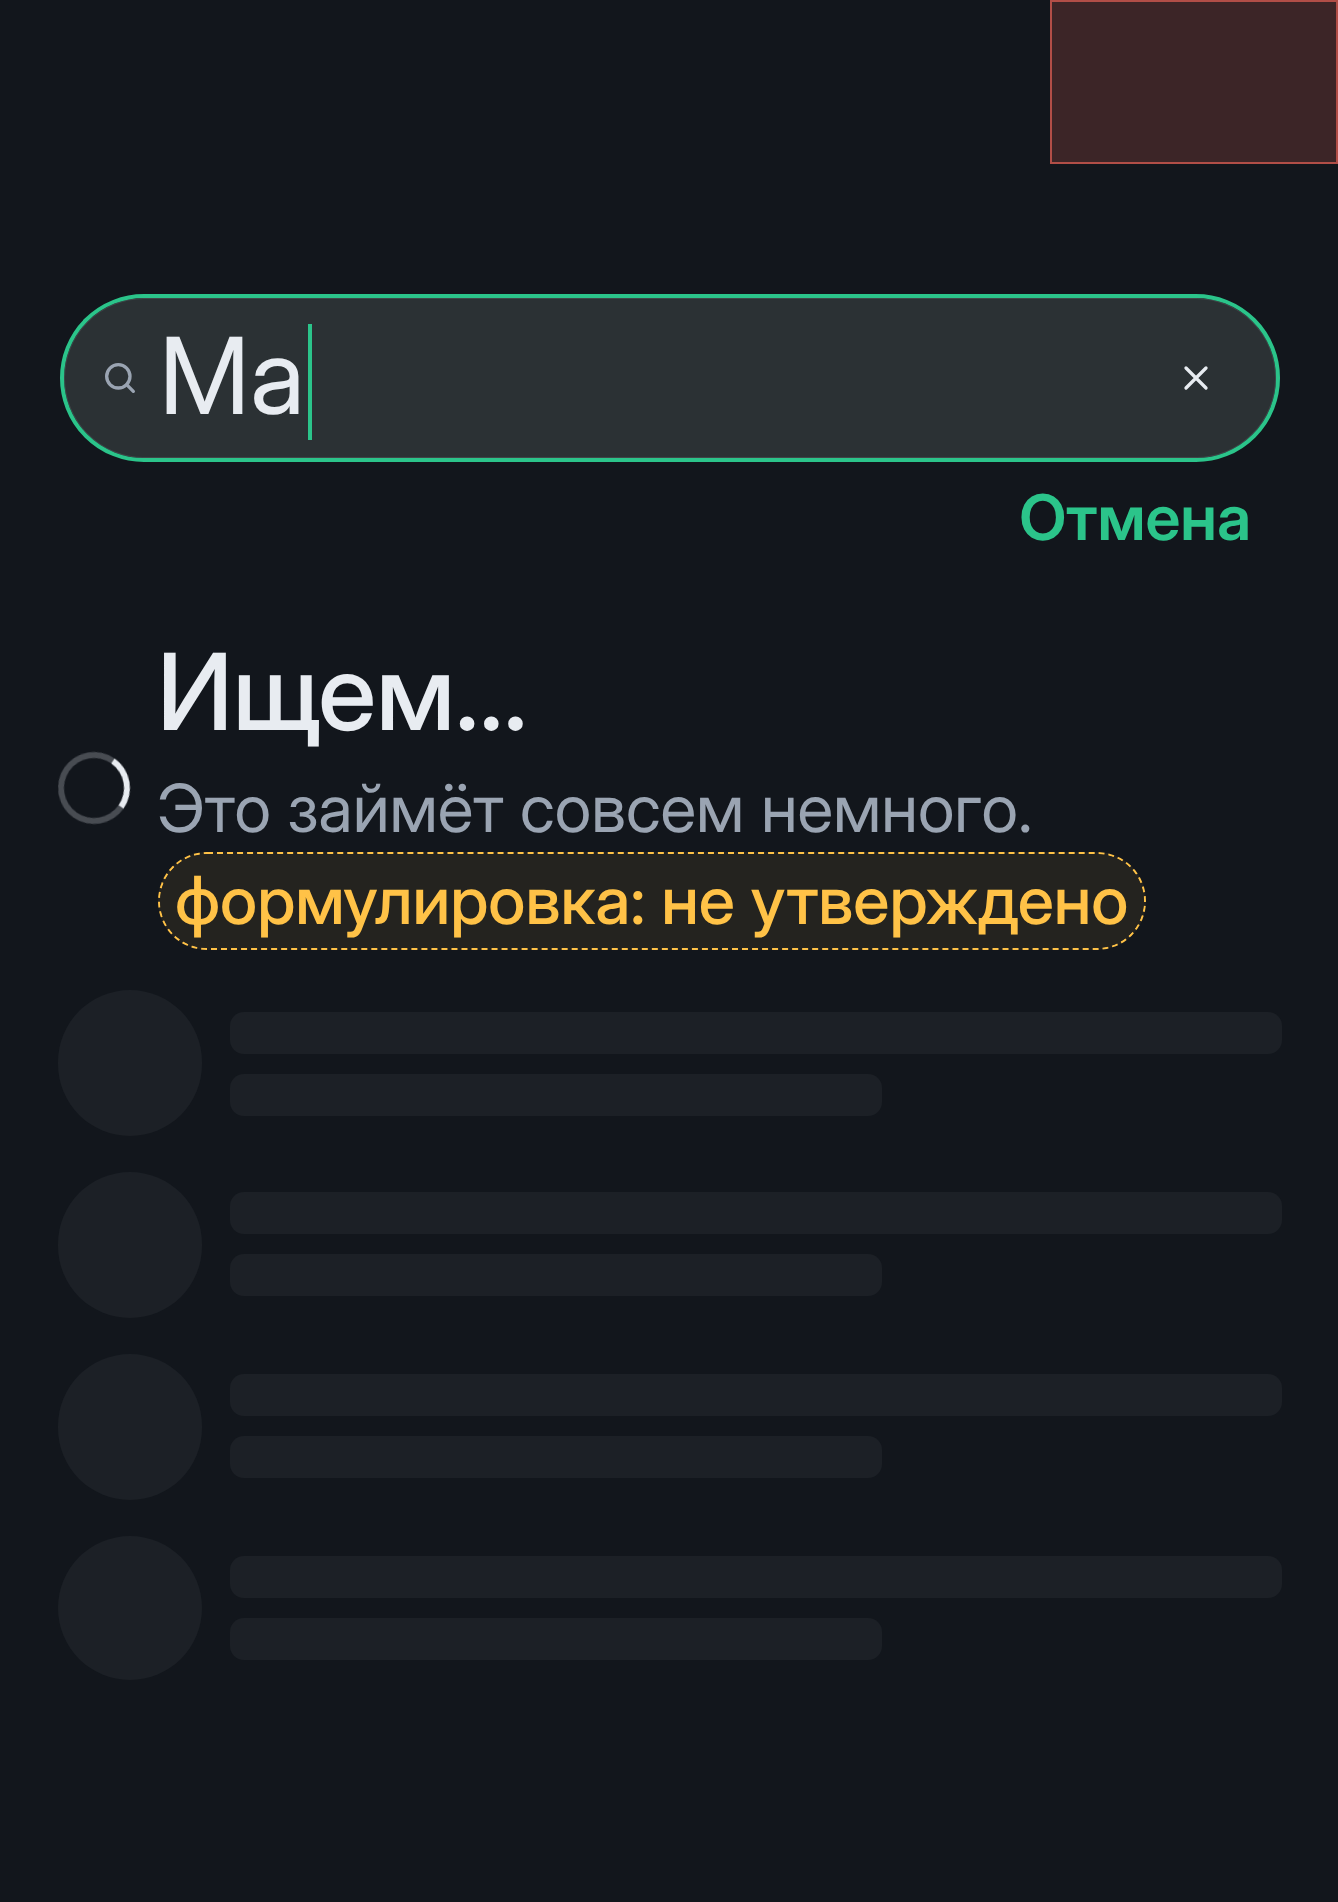 Ма
Отмена
Ищем...
Это займёт совсем немного.
формулировка: не утверждено